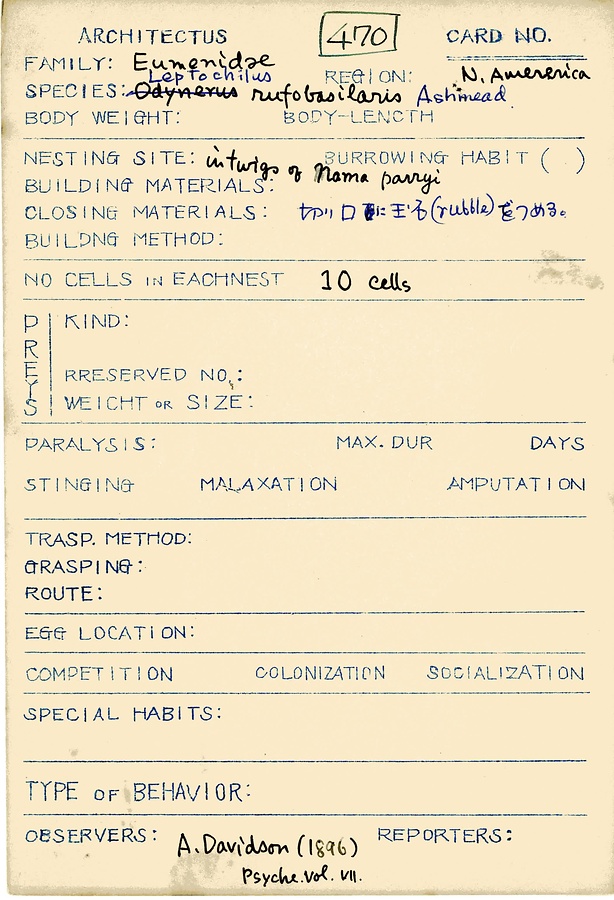 ARCHITECTUS 470 CARD NO.
FAMILY: Eumenidae
Leptochilus REGION: N. Amererica
SPECIES: Odynerus rufobasilaris Ashmead
BODY WEIGHT: BODY-LENGTH
NESTING SITE: in twigs of Nama parryi BURROWING HABIT ( )
BUILDING MATERIALS:
CLOSING MATERIALS: 切り口に玉石(rubble)をつめる。
BUILDNG METHOD:
NO CELLS IN EACHNEST 10 cells
PREYS
KIND:
RRESERVED NO.:
WEIGHT OR SIZE:
PARALYSIS: MAX. DUR DAYS
STINGING MALAXATION AMPUTATION
TRASP. METHOD:
GRASPING:
ROUTE:
EGG LOCATION:
COMPETITION COLONIZATION SOCIALIZATION
SPECIAL HABITS:
TYPE OF BEHAVIOR:
OBSERVERS: A. Davidson (1896) REPORTERS:
Psyche. vol. VII.